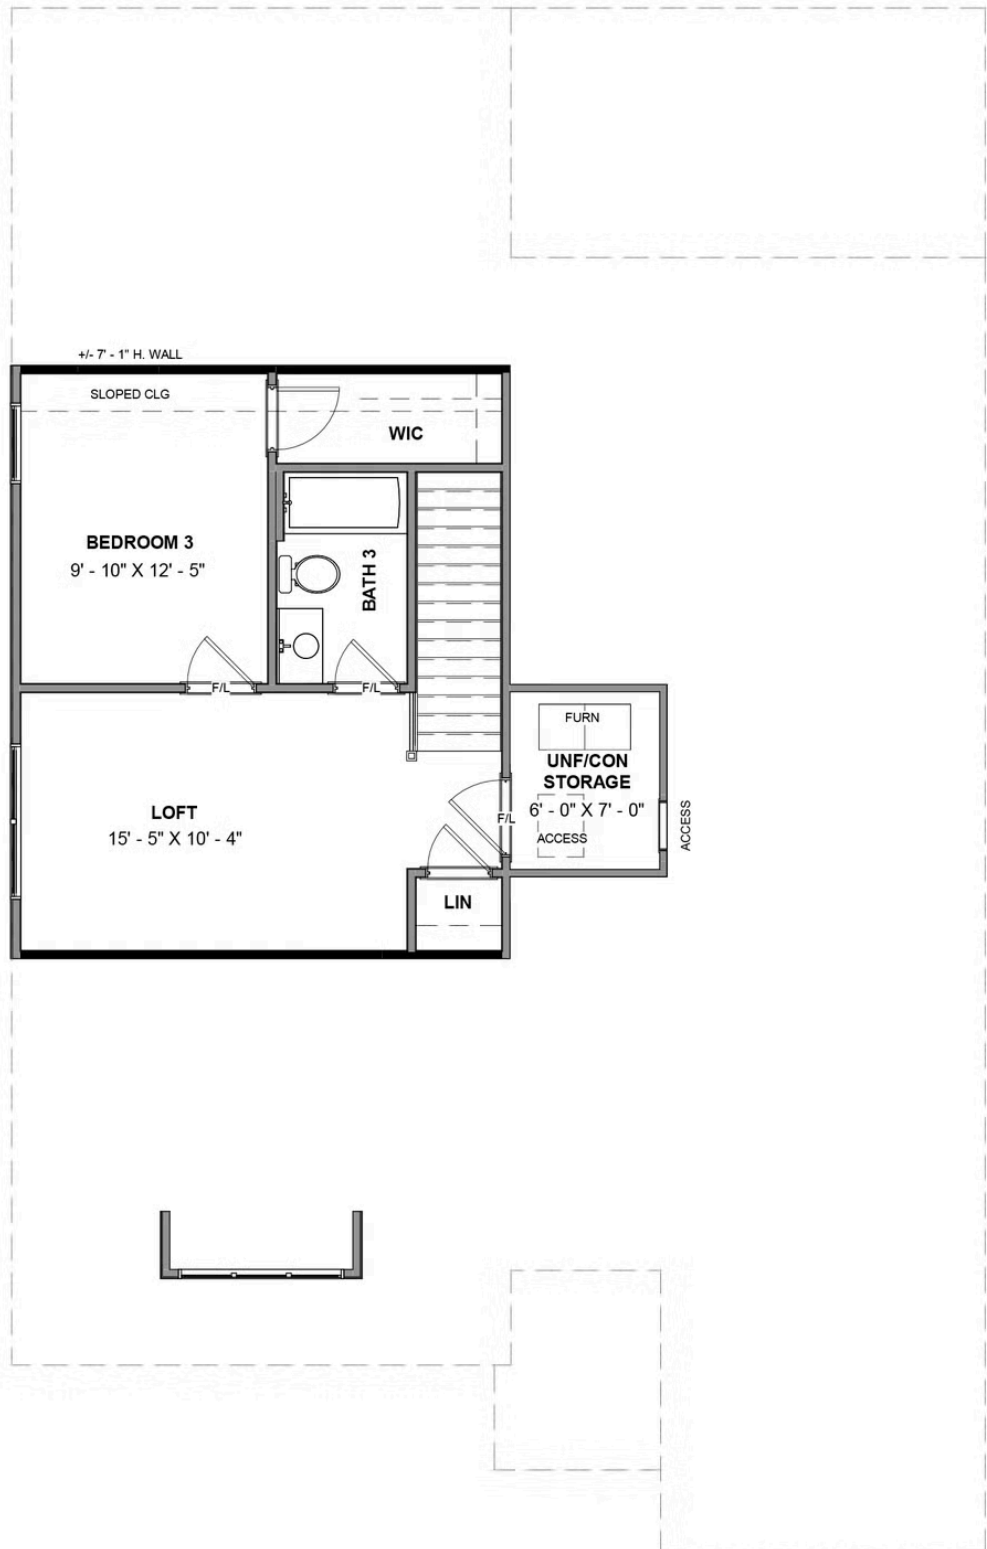 +/- 7' - 1" H. WALL
SLOPED CLG
WIC
BEDROOM 3
9' - 10" X 12' - 5"
BATH 3
F/L
F/L
FURN
UNF/CON
STORAGE
6' - 0" X 7' - 0"
ACCESS
ACCESS
F/L
LOFT
15' - 5" X 10' - 4"
LIN